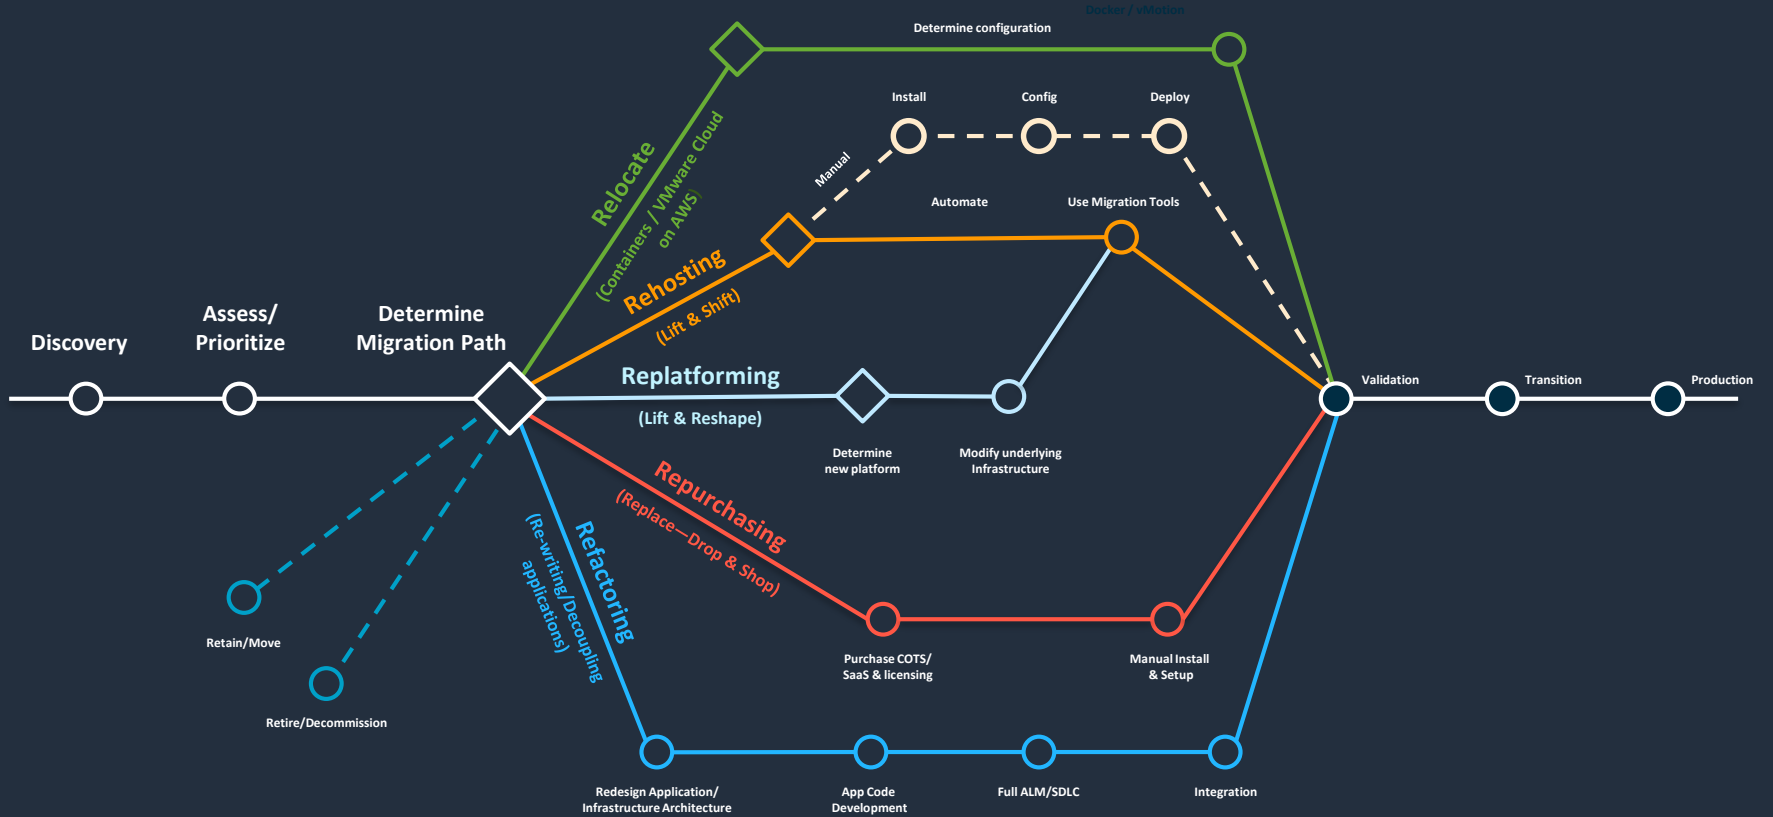 Docker / vMotion
Determine configuration
Install
Config
Deploy
Manual
Relocate
(Containers / VMware Cloud
on AWS)
Automate
Use Migration Tools
Rehosting
(Lift & Shift)
Discovery
Assess/
Prioritize
Determine
Migration Path
Replatforming
(Lift & Reshape)
Validation
Transition
Production
Determine
new platform
Modify underlying
Infrastructure
Repurchasing
(Replace—Drop & Shop)
Refactoring
(Re-writing/Decoupling
applications)
Retain/Move
Retire/Decommission
Purchase COTS/
SaaS & licensing
Manual Install
& Setup
Redesign Application/
Infrastructure Architecture
App Code
Development
Full ALM/SDLC
Integration